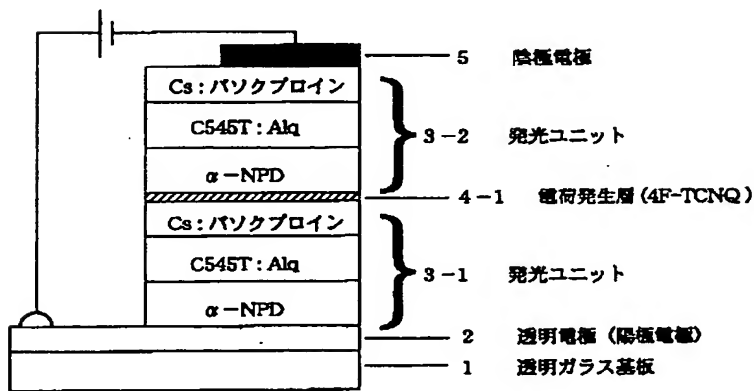 5 陰極電極
Cs:バソクプロイン
C545T:Alq
3-2 発光ユニット
α-NPD
4-1 電荷発生層(4F-TCNQ)
Cs:バソクプロイン
C545T:Alq
3-1 発光ユニット
α-NPD
2 透明電極(陽極電極)
1 透明ガラス基板